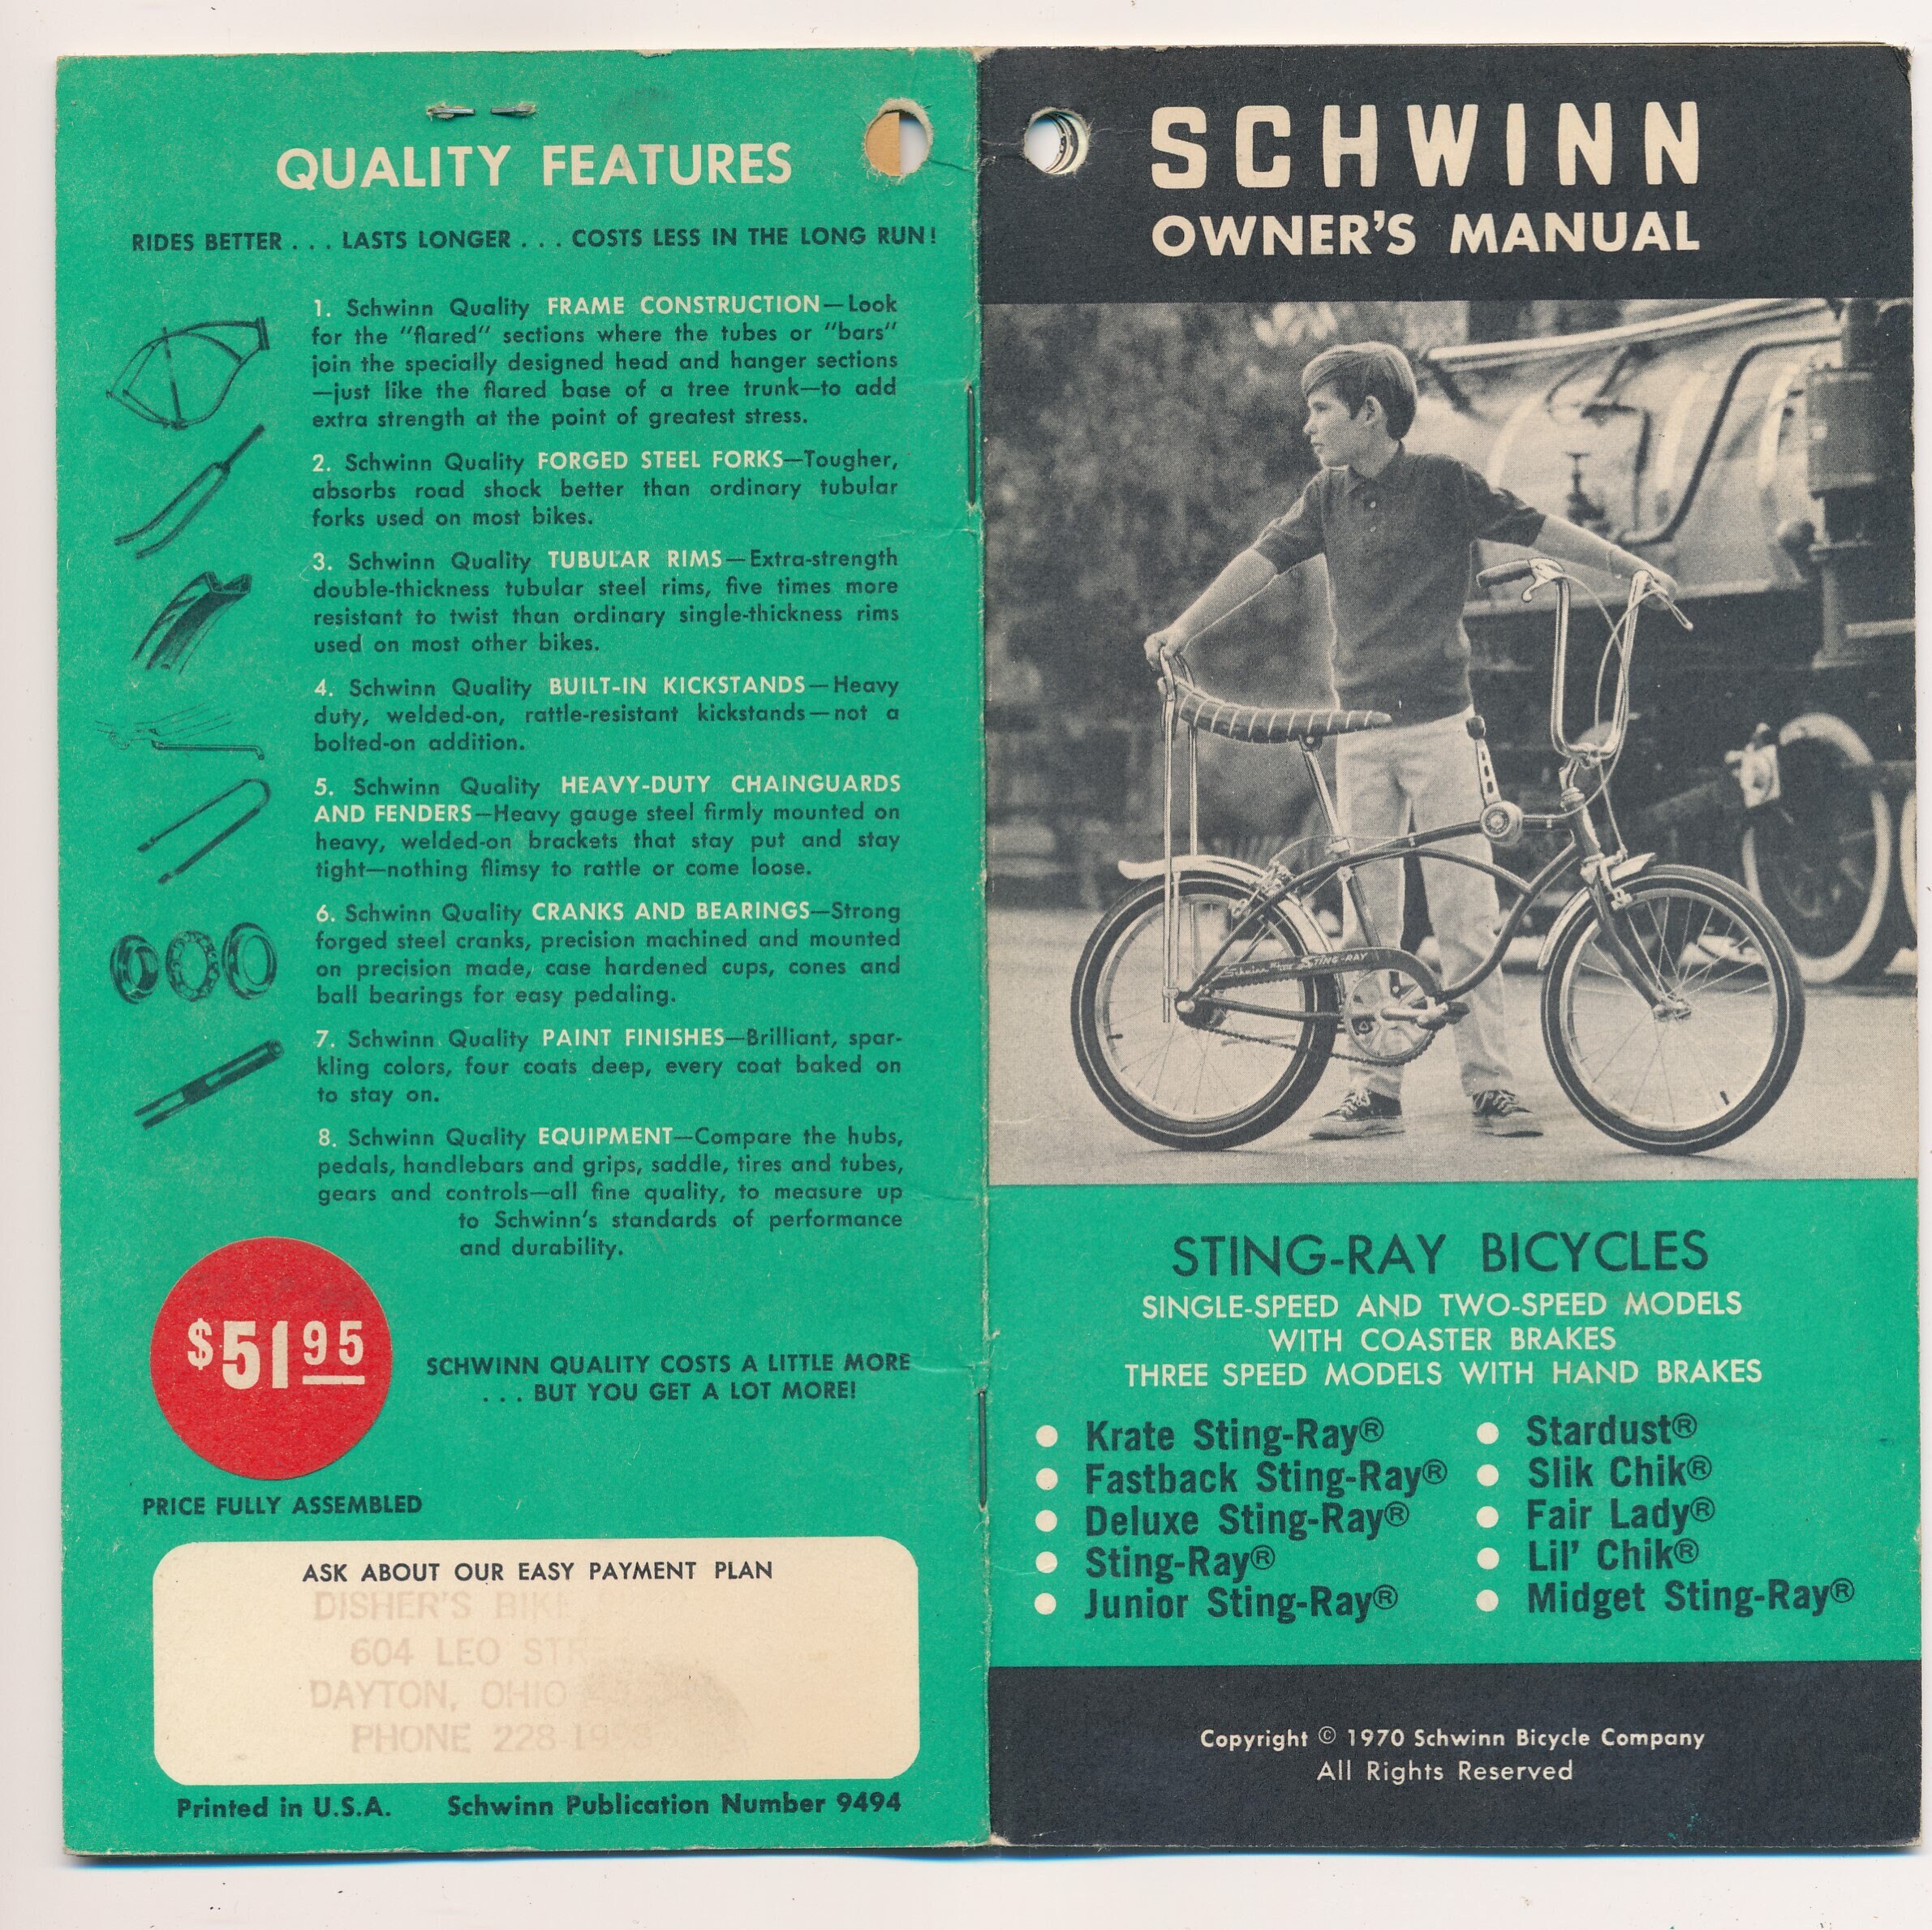 QUALITY FEATURES
RIDES BETTER . . . LASTS LONGER . . . COSTS LESS IN THE LONG RUN!
1. Schwinn Quality FRAME CONSTRUCTION—Look
for the "flared" sections where the tubes or "bars"
join the specially designed head and hanger sections
—just like the flared base of a tree trunk—to add
extra strength at the point of greatest stress.
2. Schwinn Quality FORGED STEEL FORKS—Tougher,
absorbs road shock better than ordinary tubular
forks used on most bikes.
3. Schwinn Quality TUBULAR RIMS—Extra-strength
double-thickness tubular steel rims, five times more
resistant to twist than ordinary single-thickness rims
used on most other bikes.
4. Schwinn Quality BUILT-IN KICKSTANDS—Heavy
duty, welded-on, rattle-resistant kickstands—not a
bolted-on addition.
5. Schwinn Quality HEAVY-DUTY CHAINGUARDS
AND FENDERS—Heavy gauge steel firmly mounted on
heavy, welded-on brackets that stay put and stay
tight—nothing flimsy to rattle or come loose.
6. Schwinn Quality CRANKS AND BEARINGS—Strong
forged steel cranks, precision machined and mounted
on precision made, case hardened cups, cones and
ball bearings for easy pedaling.
7. Schwinn Quality PAINT FINISHES—Brilliant, spar-
kling colors, four coats deep, every coat baked on
to stay on.
8. Schwinn Quality EQUIPMENT—Compare the hubs,
pedals, handlebars and grips, saddle, tires and tubes,
gears and controls—all fine quality, to measure up
to Schwinn's standards of performance
and durability.
$51 95
SCHWINN QUALITY COSTS A LITTLE MORE
. . . BUT YOU GET A LOT MORE!
PRICE FULLY ASSEMBLED
ASK ABOUT OUR EASY PAYMENT PLAN
DISHER'S BIKE
604 LEO
DAYTON, OHIO
PHONE
Printed in U.S.A. Schwinn Publication Number 9494
SCHWINN
OWNER'S MANUAL
Schwinn STING-RAY
STING-RAY BICYCLES
SINGLE-SPEED AND TWO-SPEED MODELS
WITH COASTER BRAKES
THREE SPEED MODELS WITH HAND BRAKES
• Krate Sting-Ray®
• Fastback Sting-Ray®
• Deluxe Sting-Ray®
• Sting-Ray®
• Junior Sting-Ray®
• Stardust®
• Slik Chik®
• Fair Lady®
• Lil' Chik®
• Midget Sting-Ray®
Copyright © 1970 Schwinn Bicycle Company
All Rights Reserved